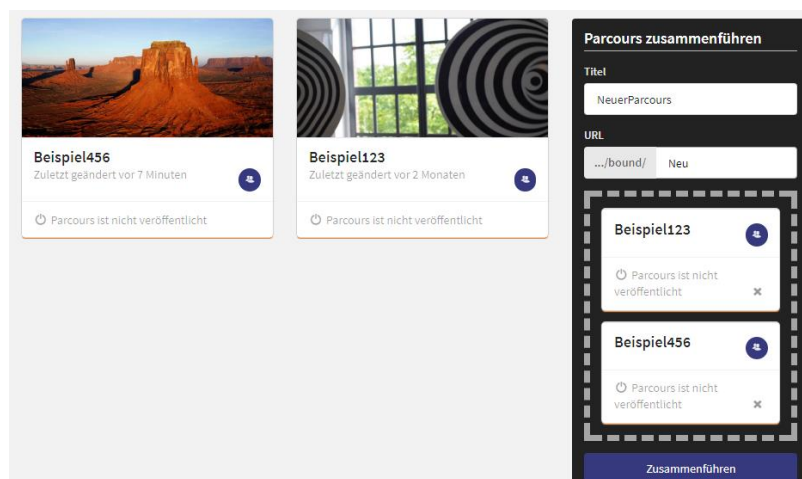 Beispiel456
Zuletzt geändert vor 7 Minuten
Parcours ist nicht veröffentlicht
Beispiel123
Zuletzt geändert vor 2 Monaten
Parcours ist nicht veröffentlicht
Parcours zusammenführen
Titel
NeuerParcours
URL
.../bound/ Neu
Beispiel123
Parcours ist nicht
veröffentlicht
Beispiel456
Parcours ist nicht
veröffentlicht
Zusammenführen